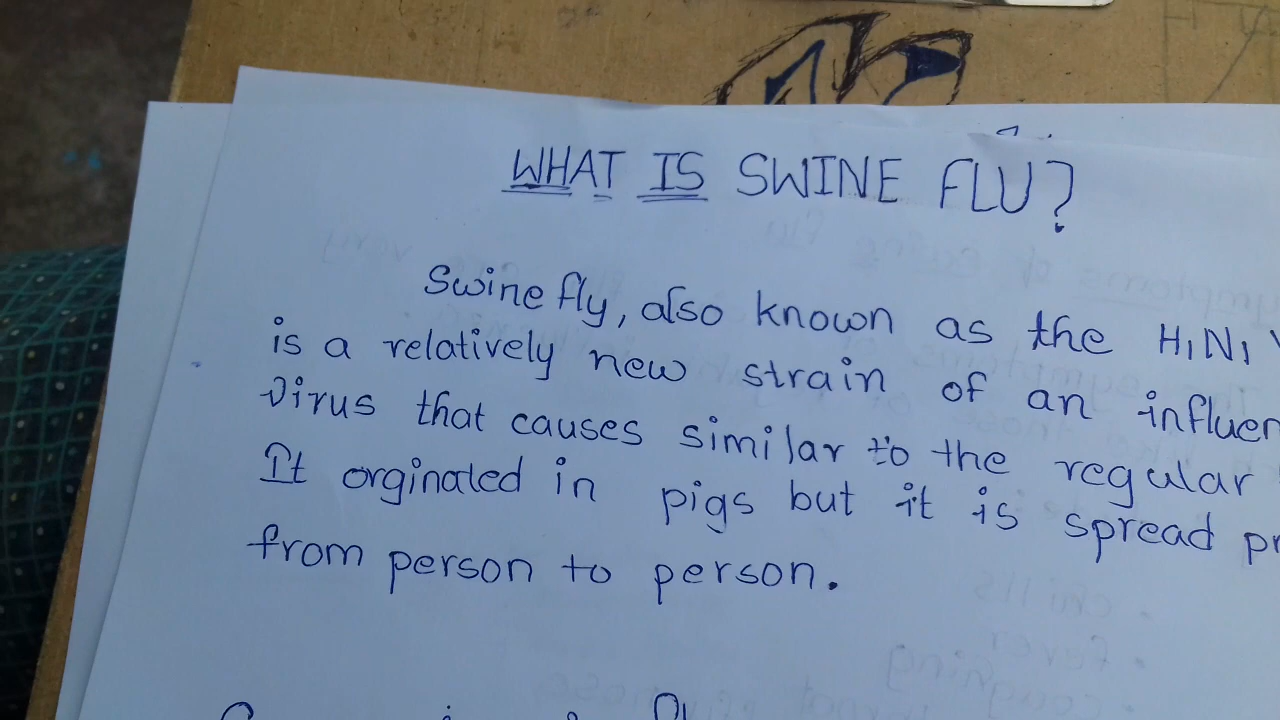 WHAT IS SWINE FLU?
Swine fly, also known as the H1N1
is a relatively new strain of an influen
virus that causes similar to the regular
It orginated in pigs but it is spread pr
from person to person.